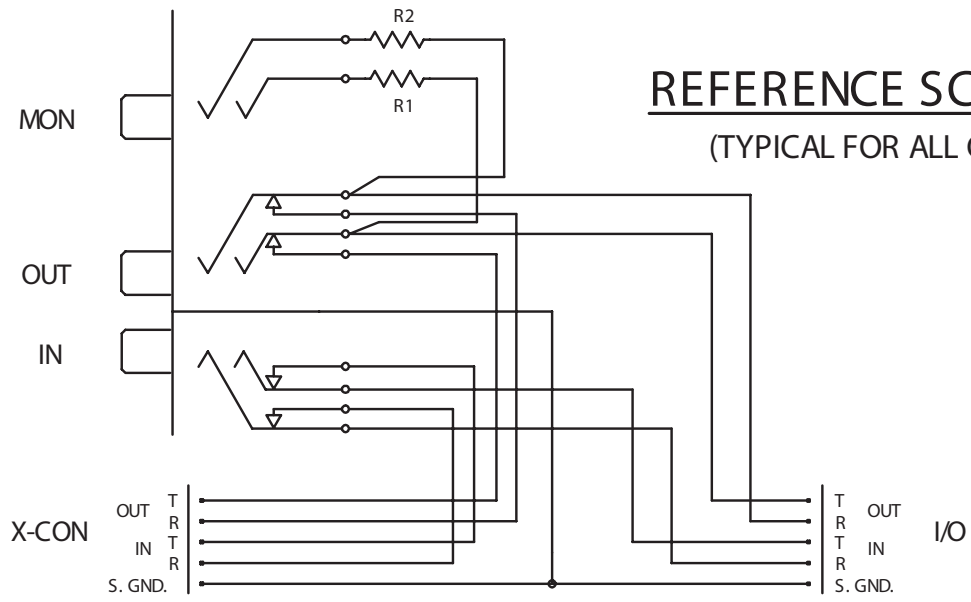 R2
R1
MON
REFERENCE SC
(TYPICAL FOR ALL
OUT
IN
X-CON
OUT
T
R
IN
T
R
S. GND.
T
R
OUT
T
R
IN
S. GND.
I/O